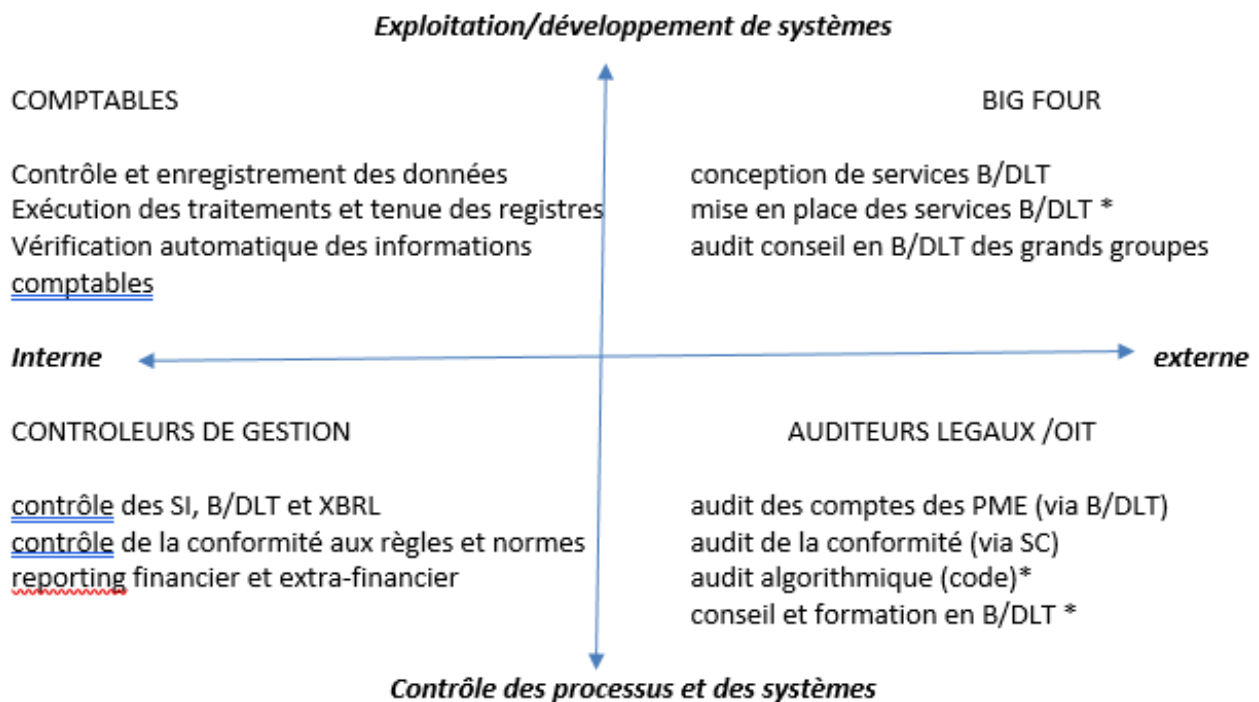 Exploitation/développement de systèmes
COMPTABLES
BIG FOUR
Contrôle et enregistrement des données
Exécution des traitements et tenue des registres
Vérification automatique des informations
comptables
conception de services B/DLT
mise en place des services B/DLT *
audit conseil en B/DLT des grands groupes
Interne
externe
CONTROLEURS DE GESTION
AUDITEURS LEGAUX /OIT
contrôle des SI, B/DLT et XBRL
contrôle de la conformité aux règles et normes
reporting financier et extra-financier
audit des comptes des PME (via B/DLT)
audit de la conformité (via SC)
audit algorithmique (code)*
conseil et formation en B/DLT *
Contrôle des processus et des systèmes